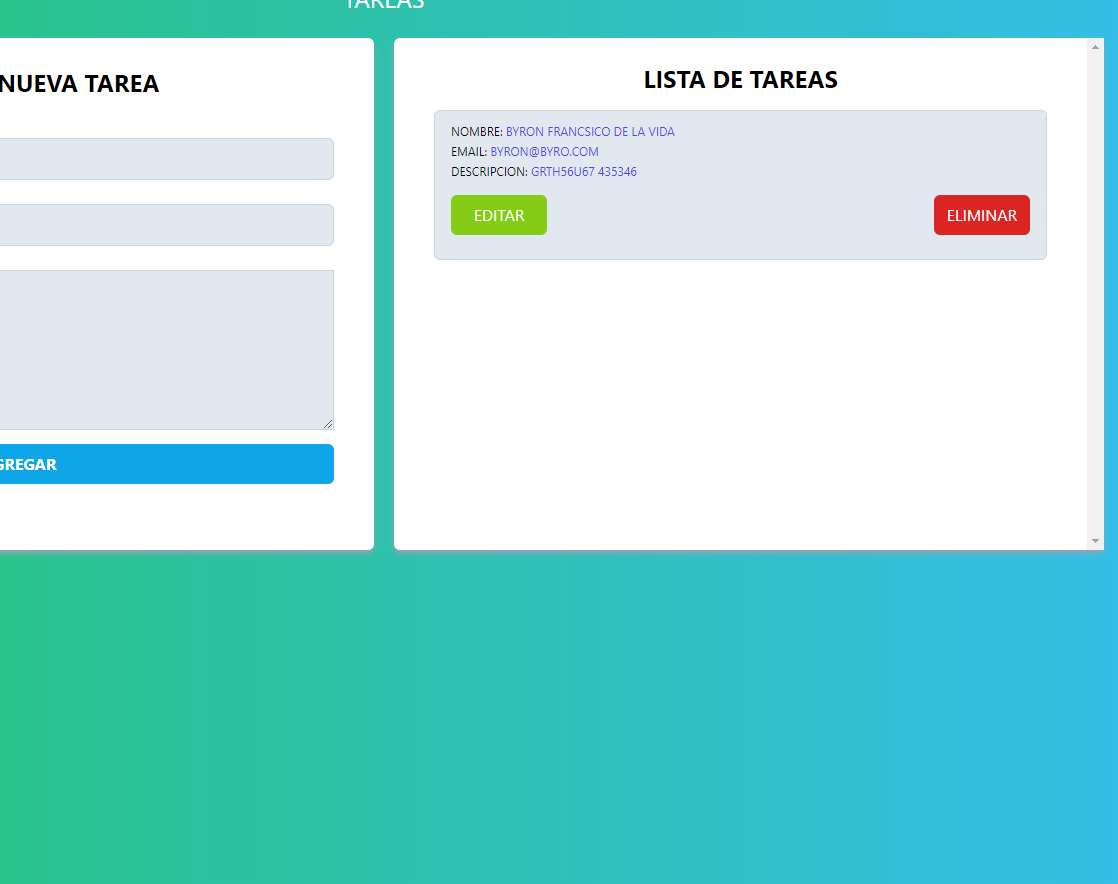 TAREAS
NUEVA TAREA
GREGAR
LISTA DE TAREAS
NOMBRE: BYRON FRANCSICO DE LA VIDA
EMAIL: BYRON@BYRO.COM
DESCRIPCION: GRTH56U67 435346
EDITAR
ELIMINAR